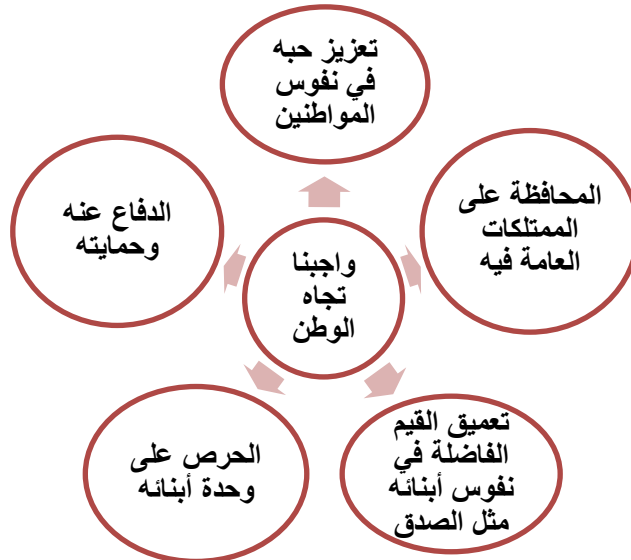 تعزيز حبه
في نفوس
المواطنين
المحافظة على
الممتلكات
العامة فيه
الدفاع عنه
وحمايته
واجبنا
تجاه
الوطن
تعميق القيم
الفاضلة في
نفوس أبنائه
مثل الصدق
الحرص على
وحدة أبنائه